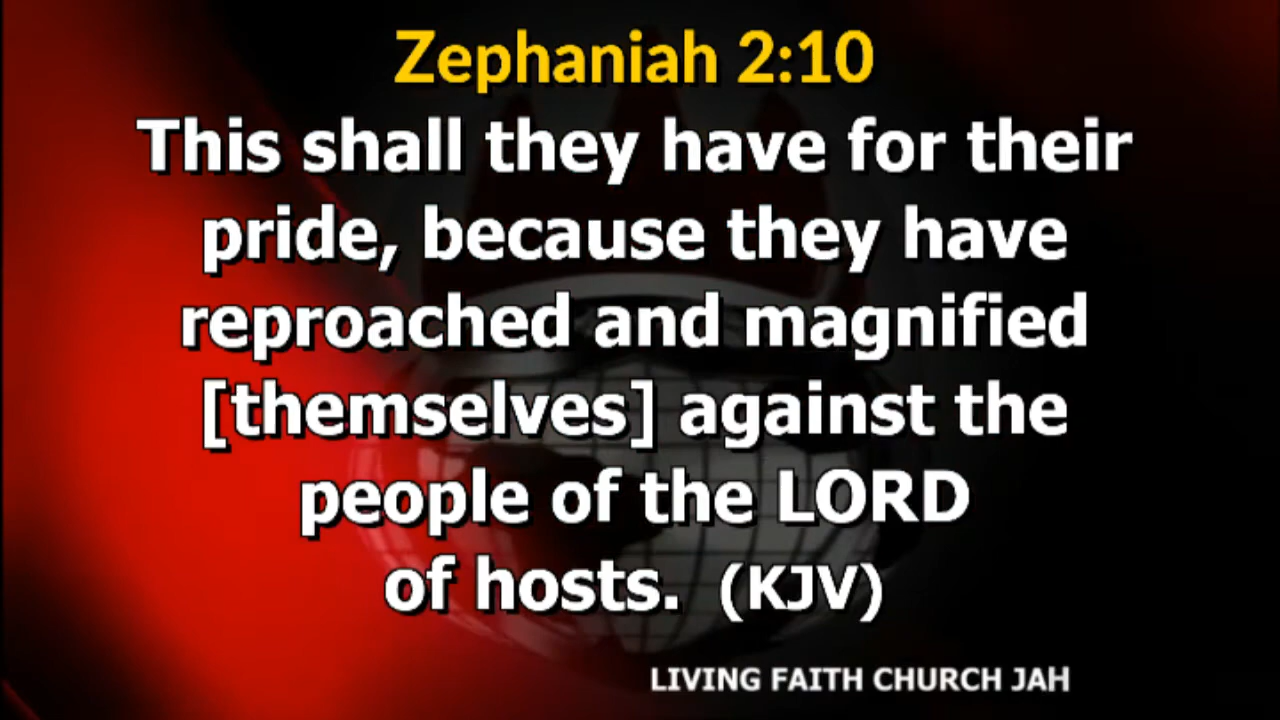 Zephaniah 2:10
This shall they have for their
pride, because they have
reproached and magnified
[themselves] against the
people of the LORD
of hosts. (KJV)
LIVING FAITH CHURCH JAH